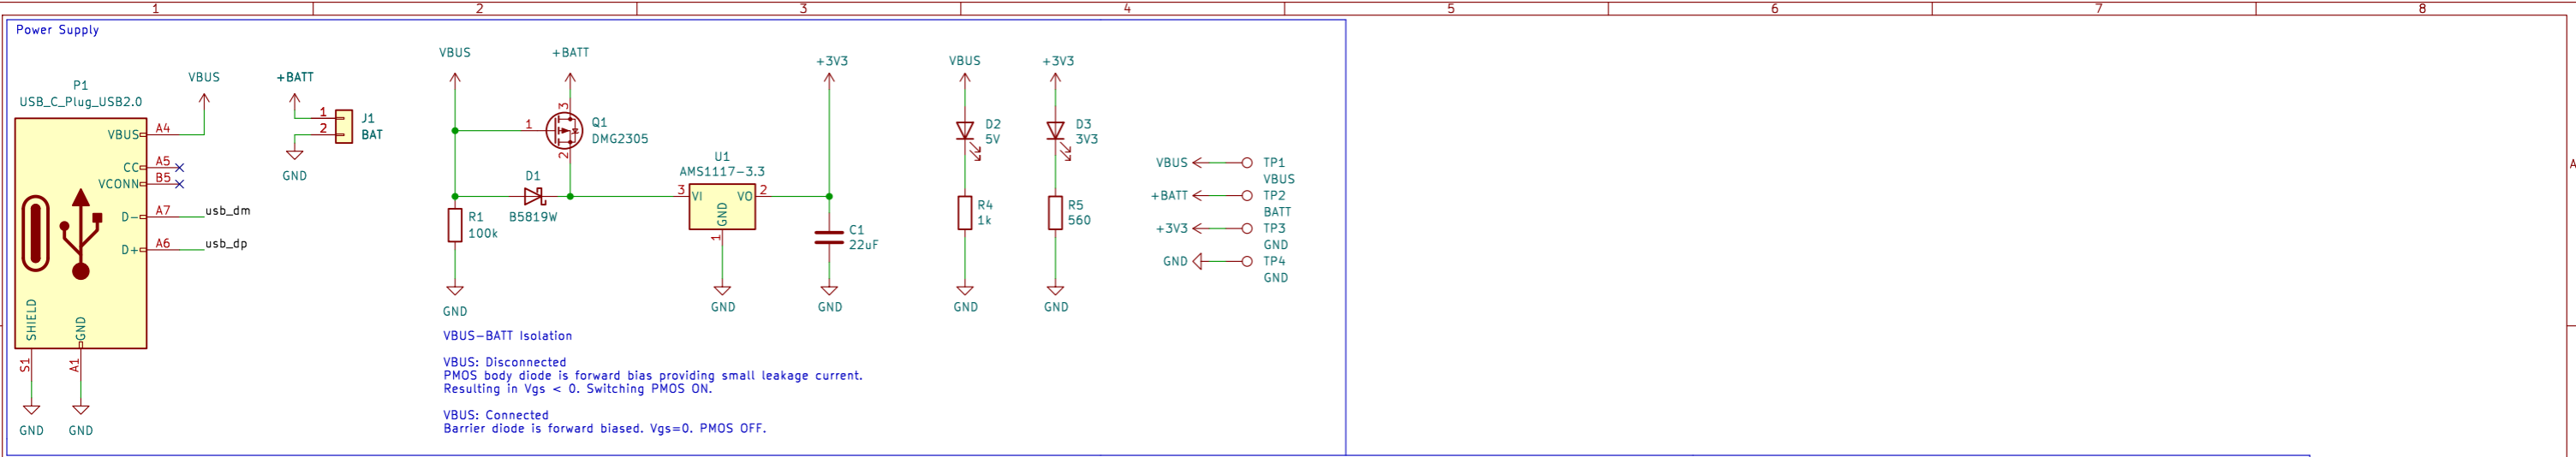 1 2 3 4 5 6 7 8
A
Power Supply
P1
USB_C_Plug_USB2.0
VBUS
VBUS
A4
CC
A5
VCONN
B5
D-
A7
usb_dm
D+
A6
usb_dp
SHIELD
GND
S1
A1
GND
GND
+BATT
1
2
J1
BAT
GND
VBUS
+BATT
3
1
2
Q1
DMG2305
D1
B5819W
R1
100k
GND
U1
AMS1117-3.3
3
VI
VO
2
GND
1
GND
+3V3
C1
22uF
GND
VBUS
D2
5V
R4
1k
GND
+3V3
D3
3V3
R5
560
GND
VBUS
TP1
VBUS
+BATT
TP2
BATT
+3V3
TP3
GND
GND
TP4
GND
VBUS-BATT Isolation
VBUS: Disconnected
PMOS body diode is forward bias providing small leakage current.
Resulting in Vgs < 0. Switching PMOS ON.
VBUS: Connected
Barrier diode is forward biased. Vgs=0. PMOS OFF.